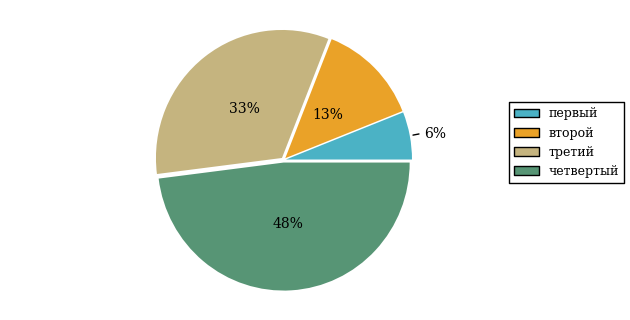 33%
13%
6%
48%
первый
второй
третий
четвертый